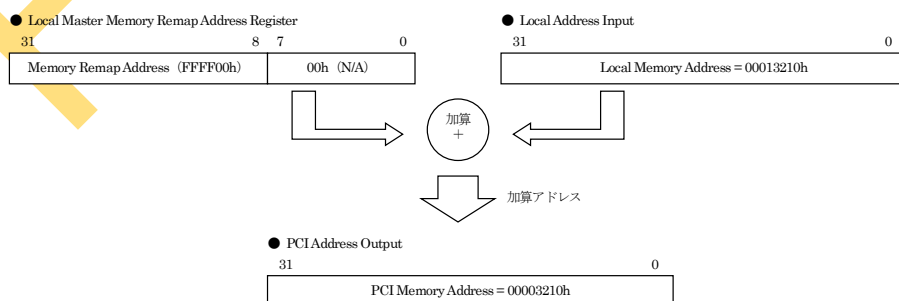 ● Local Master Memory Remap Address Register
31 8 7 0
Memory Remap Address（FFFF00h） 00h（N/A）
● Local Address Input
31 0
Local Memory Address = 00013210h
加算
+
加算アドレス
● PCI Address Output
31 0
PCI Memory Address = 00003210h